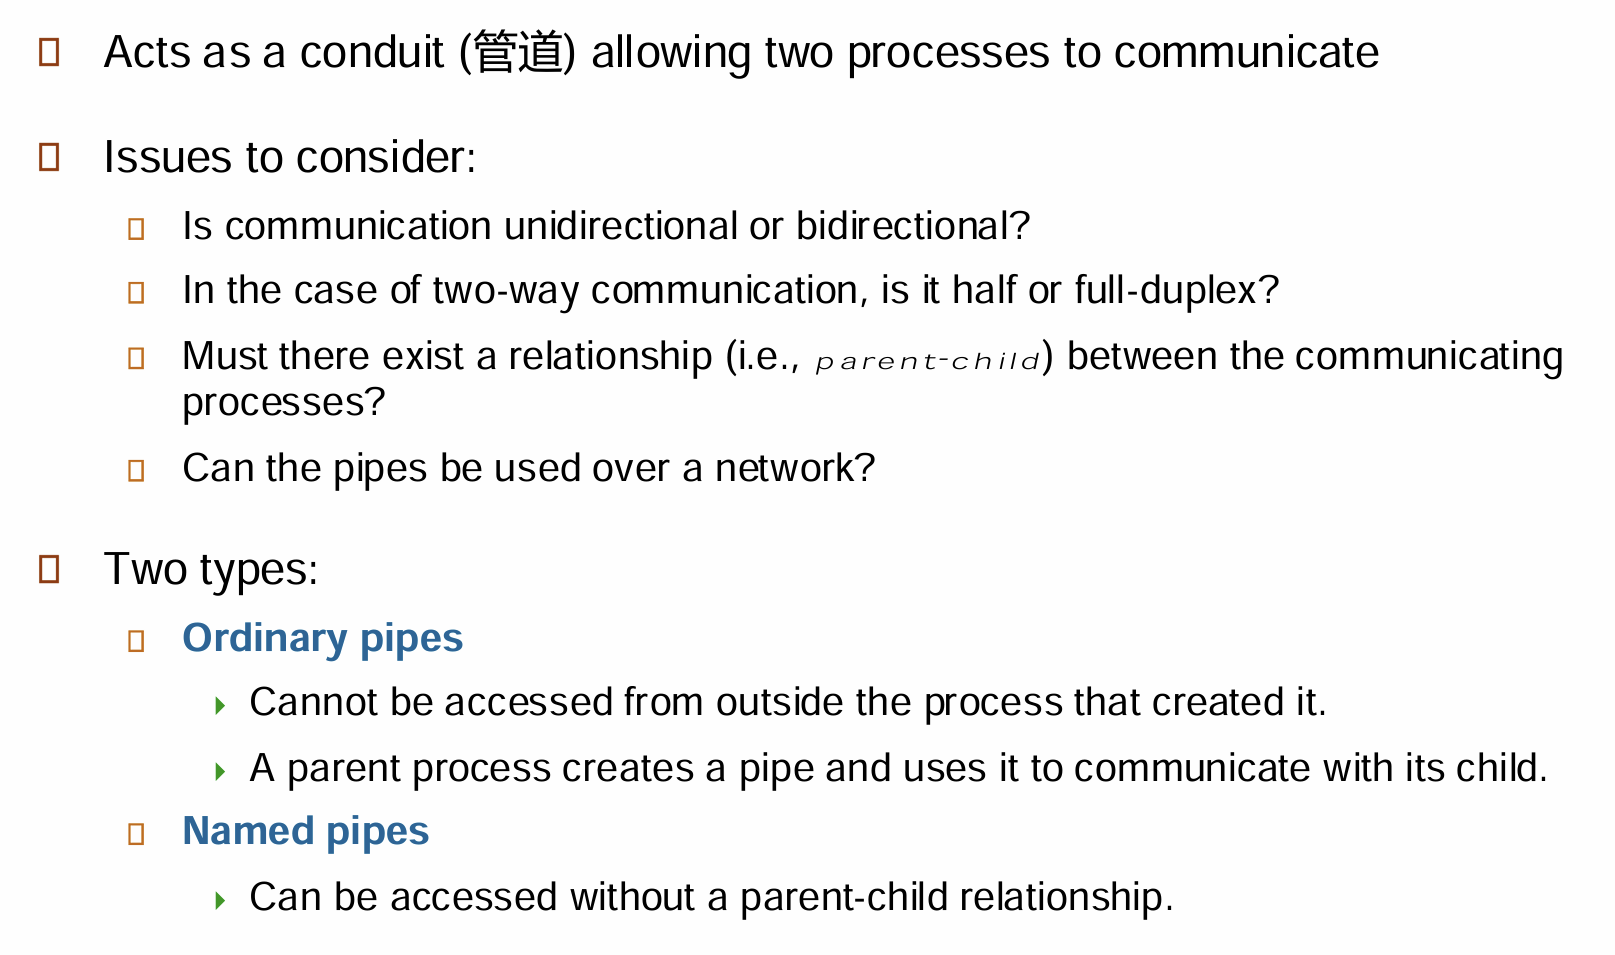 Acts as a conduit (管道) allowing two processes to communicate
Issues to consider:
Is communication unidirectional or bidirectional?
In the case of two-way communication, is it half or full-duplex?
Must there exist a relationship (i.e., parent-child) between the communicating
processes?
Can the pipes be used over a network?
Two types:
Ordinary pipes
Cannot be accessed from outside the process that created it.
A parent process creates a pipe and uses it to communicate with its child.
Named pipes
Can be accessed without a parent-child relationship.